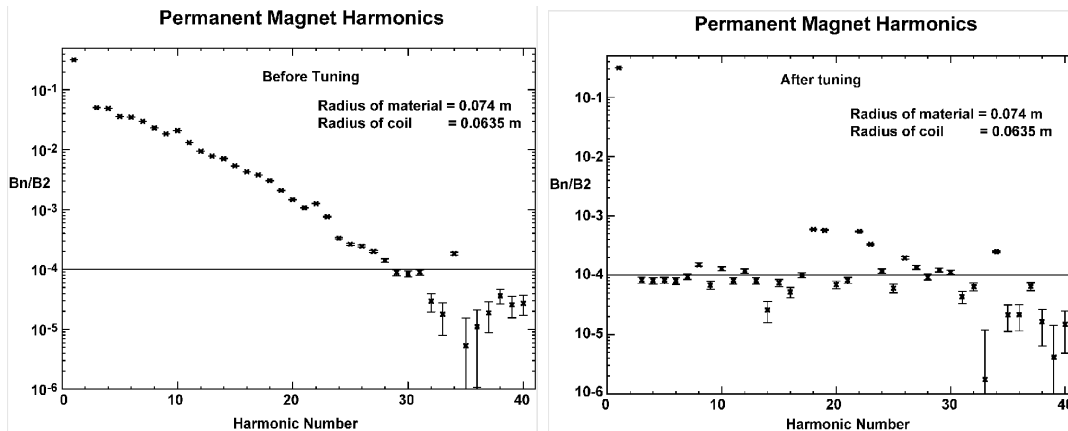 Permanent Magnet Harmonics
Before Tuning
Radius of material = 0.074 m
Radius of coil = 0.0635 m
10-1
10-2
Bn/B2
10-3
10-4
10-5
10-6
0 10 20 30 40
Harmonic Number
Permanent Magnet Harmonics
After tuning
Radius of material = 0.074 m
Radius of coil = 0.0635 m
10-1
10-2
Bn/B2
10-3
10-4
10-5
10-6
0 10 20 30 40
Harmonic Number